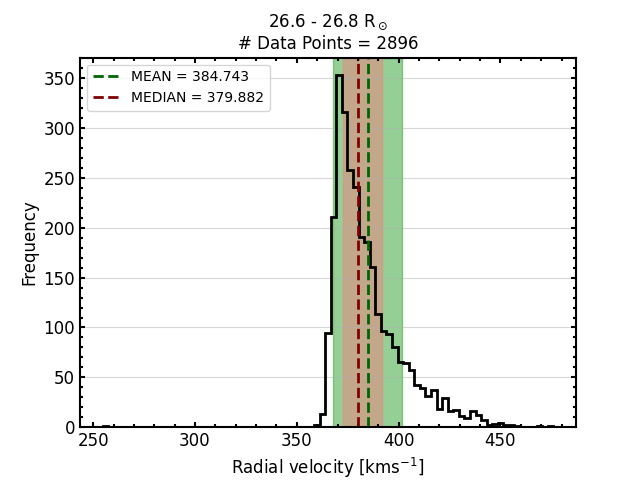 26.6 - 26.8 R⊙
# Data Points = 2896
MEAN = 384.743
MEDIAN = 379.882
Frequency
350
300
250
200
150
100
50
0
250 300 350 400 450
Radial velocity [kms⁻¹]